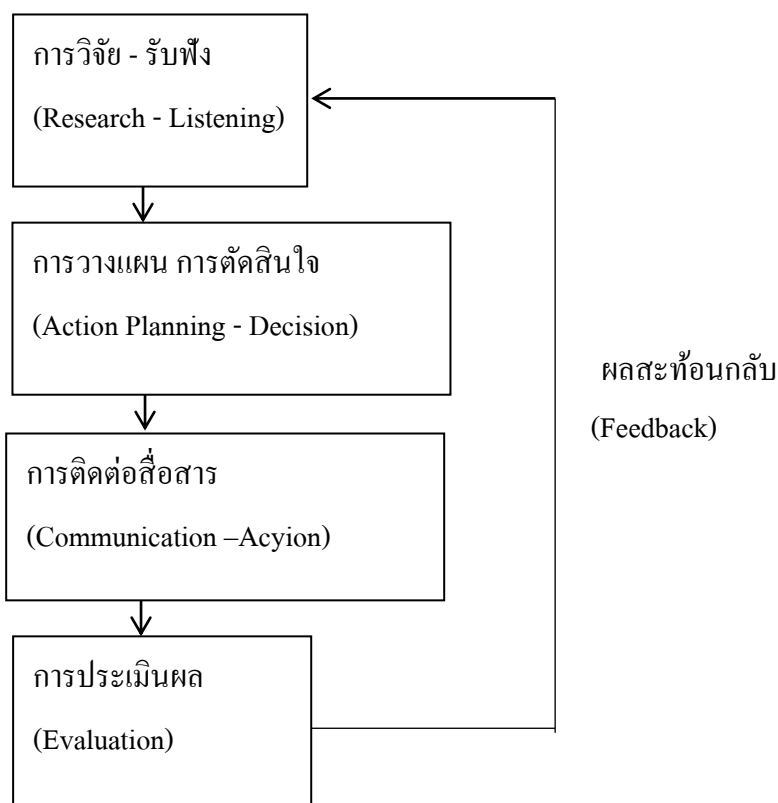 การวิจัย - รับฟัง
(Research - Listening)
การวางแผน การตัดสินใจ
(Action Planning - Decision)
การติดต่อสื่อสาร
(Communication –Acyion)
การประเมินผล
(Evaluation)
ผลสะท้อนกลับ
(Feedback)